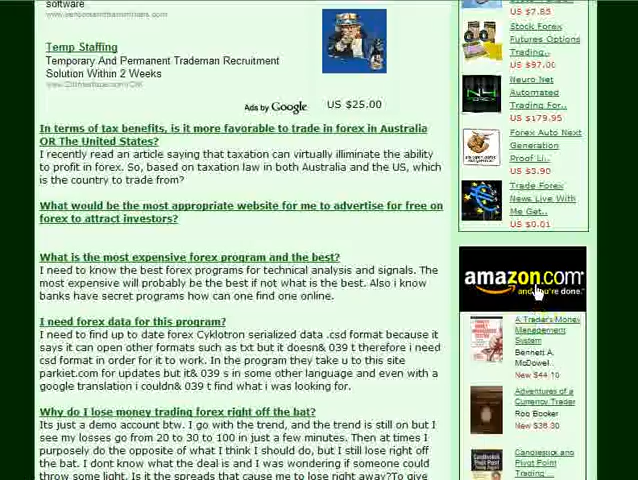 software
Temp Staffing
Temporary And Permanent Trademan Recruitment
Solution Within 2 Weeks
Ads by Google
US $25.00
In terms of tax benefits, is it more favorable to trade in forex in Australia
OR The United States?
I recently read an article saying that taxation can virtually illuminate the ability
to profit in forex. So, based on taxation law in both Australia and the US, which
is the country to trade from?
What would be the most appropriate website for me to advertise for free on
forex to attract investors?
What is the most expensive forex program and the best?
I need to know the best forex programs for technical analysis and signals. The
most expensive will probably be the best if not what is the best. Also i know
banks have secret programs how can one find one online.
I need forex data for this program?
I need to find up to date forex Cyklotron serialized data .csd format because it
says it can open other formats such as txt but it doesn& 039 t therefore i need
csd format in order for it to work. In the program they take u to this site
parkiet.com for updates but it& 039 s in some other language and even with a
google translation i couldn& 039 t find what i was looking for.
Why do I lose money trading forex right off the bat?
Its just a demo account btw. I go with the trend, and the trend is still on but I
see my losses go from 20 to 30 to 100 in just a few minutes. Then at times I
purposely do the opposite of what I think I should do, but I still lose right off
the bat. I dont know what the deal is and I was wondering if someone could
throw some light. Is it the spreads that cause me to lose right away?To give
US $7.85
Stock Forex
Futures Options
Trading..
US $97.00
Neuro Net
Automated
Trading For..
US $179.95
Forex Auto Next
Generation
Proof Li..
US $3.90
Trade Forex
News Live With
Me Get..
US $0.01
amazon.com
and you're done.
A Trader's Money
Management
System
Bennett A.
McDowell
New $44.10
Adventures of a
Currency Trader
Rob Booker
New $36.30
Candlestick and
Pivot Point
Trading